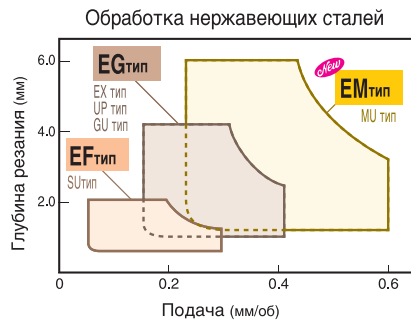 Обработка нержавеющих сталей
Глубина резания (мм)
6.0
4.0
2.0
EGтип
EX тип
UP тип
GU тип
EFтип
SUтип
New
EMтип
MU тип
0
0.2
0.4
0.6
Подача (мм/об)